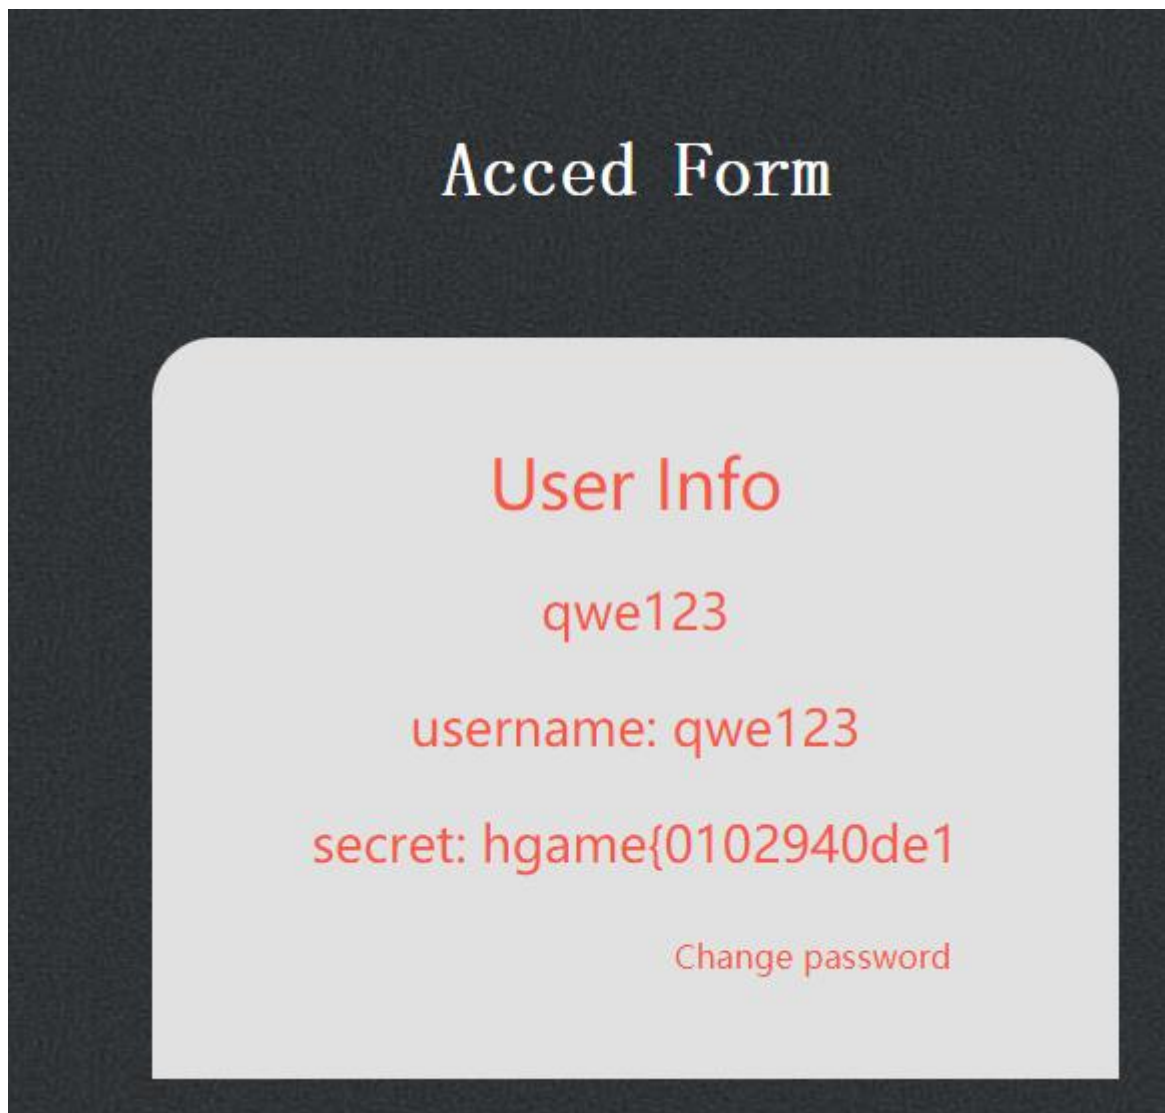 Acced Form
User Info
qwe123
username: qwe123
secret: hgame{0102940de1
Change password